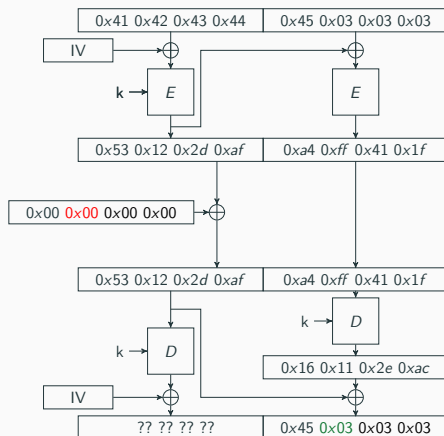 0x41 0x42 0x43 0x44 0x45 0x03 0x03 0x03
IV
k E E
0x53 0x12 0x2d 0xaf 0xa4 0xff 0x41 0x1f
0x00 0x00 0x00 0x00
0x53 0x12 0x2d 0xaf 0xa4 0xff 0x41 0x1f
k D
k D
0x16 0x11 0x2e 0xac
IV
?? ?? ?? ?? 0x45 0x03 0x03 0x03